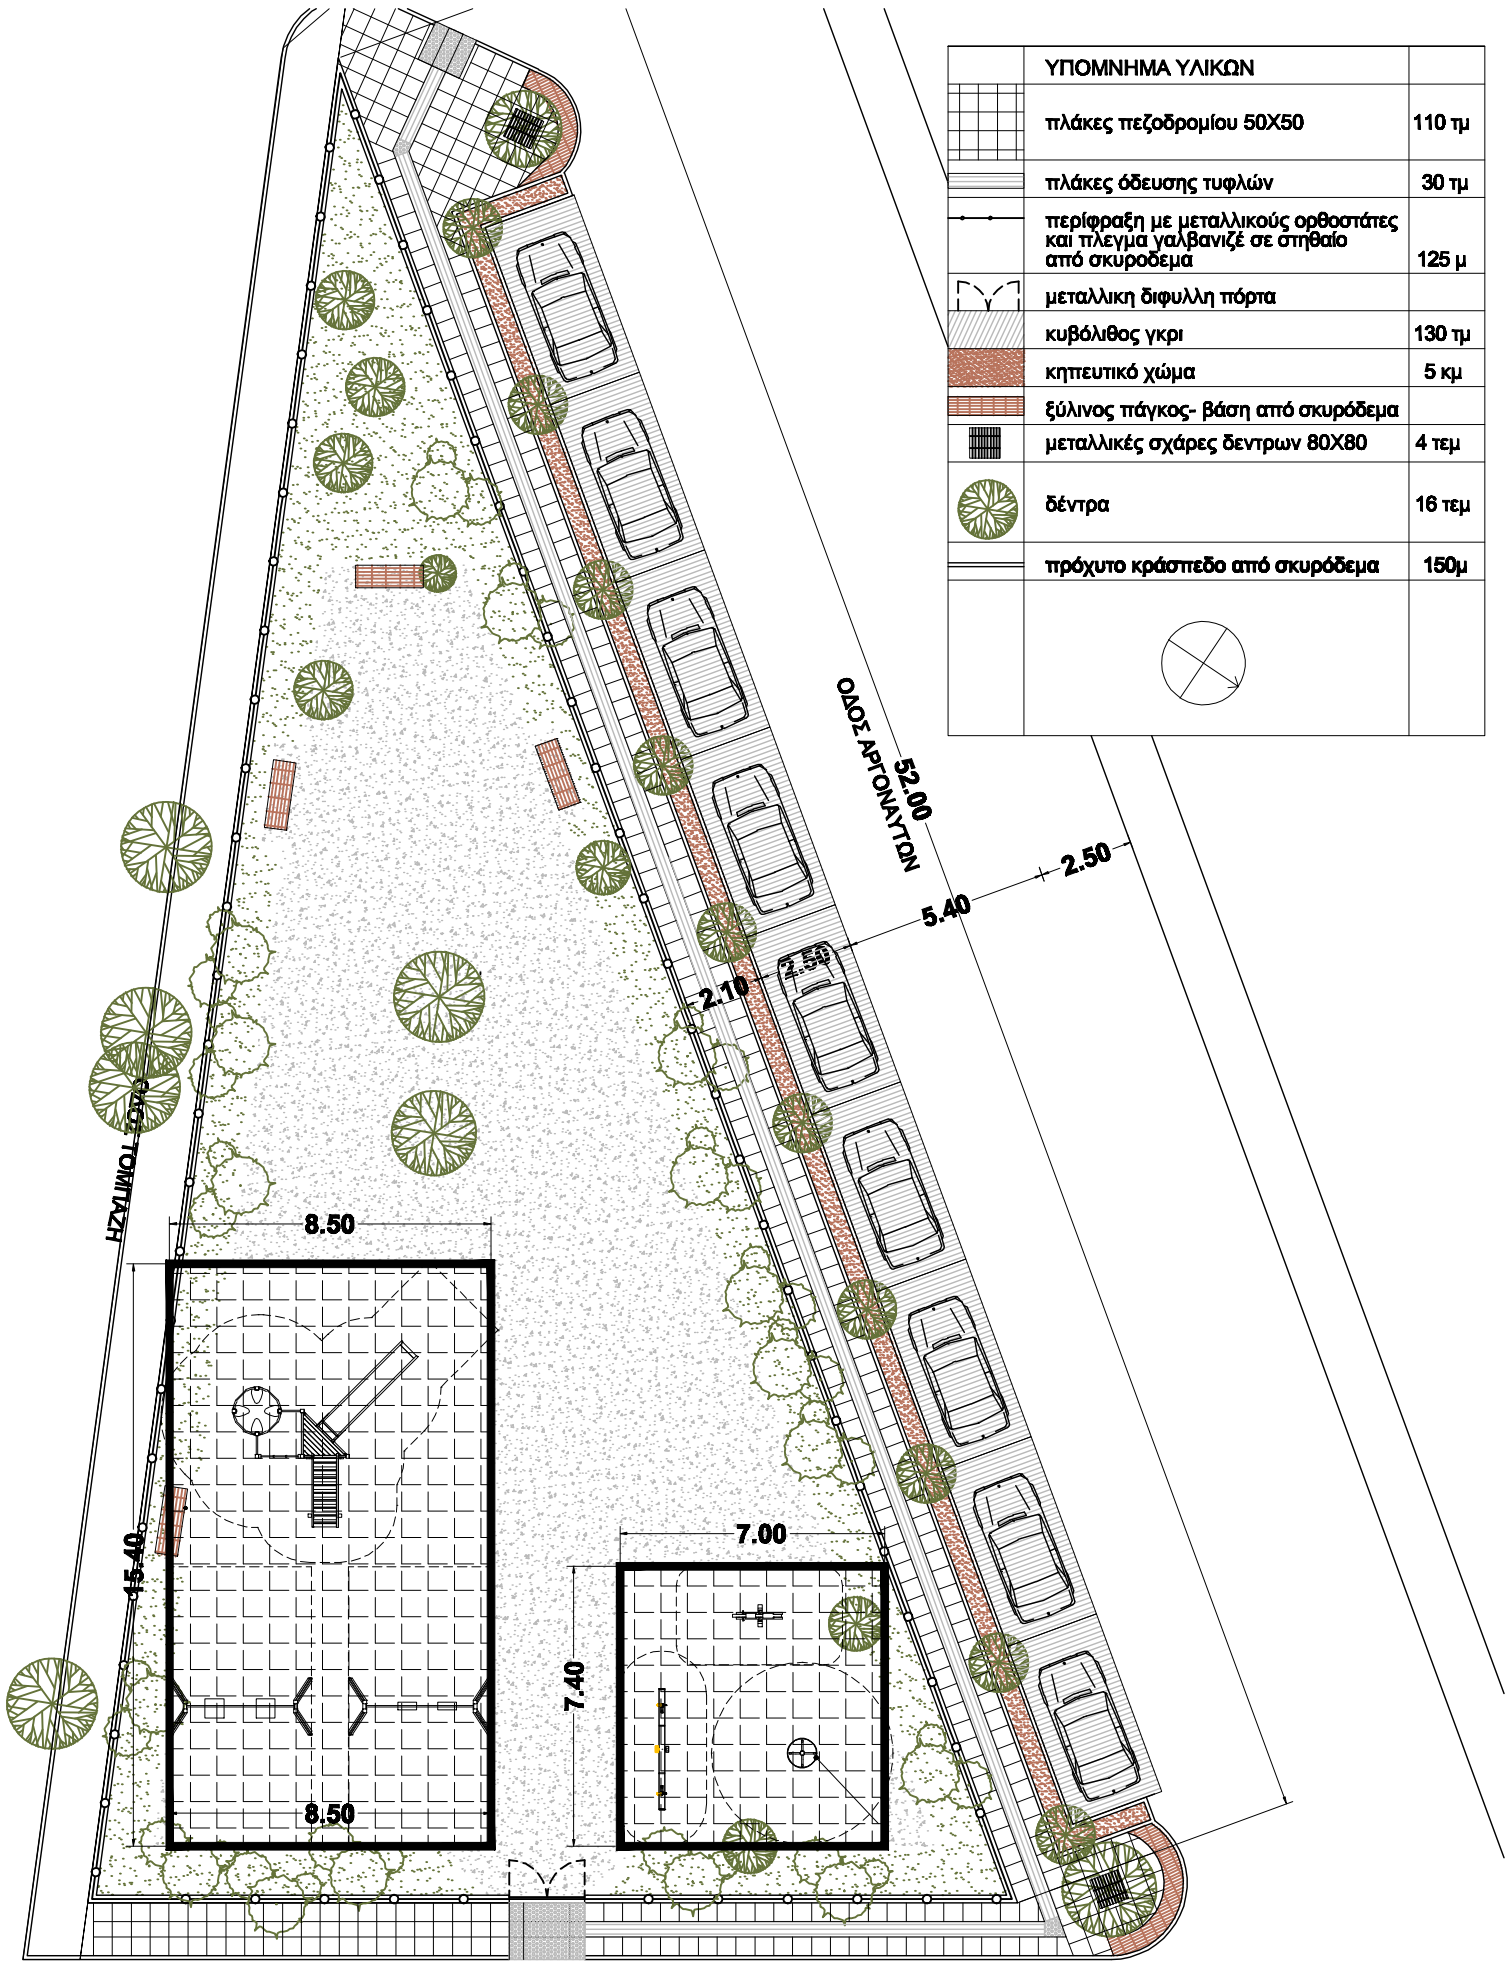 ΥΠΟΜΝΗΜΑ ΥΛΙΚΩΝ
πλάκες πεζοδρομίου 50Χ50 110 τμ
πλάκες όδευσης τυφλών 30 τμ
περίφραξη με μεταλλικούς ορθοστάτες
και πλεγμα γαλβανιζέ σε στηθαίο
από σκυροδεμα 125 μ
μεταλλικη διφυλλη πόρτα
κυβόλιθος γκρι 130 τμ
κηπευτικό χώμα 5 κμ
ξύλινος πάγκος- βάση από σκυρόδεμα
μεταλλικές σχάρες δεντρων 80Χ80 4 τεμ
δέντρα 16 τεμ
πρόχυτο κράσπεδο από σκυρόδεμα 150μ
ΟΔΟΣ ΑΡΓΟΝΑΥΤΩΝ
52.00
2.50
5.40
2.50
2.10
ΟΔΟΣ ΤΟΜΠΑΖΗ
8.50
15.40
7.00
7.40
8.50